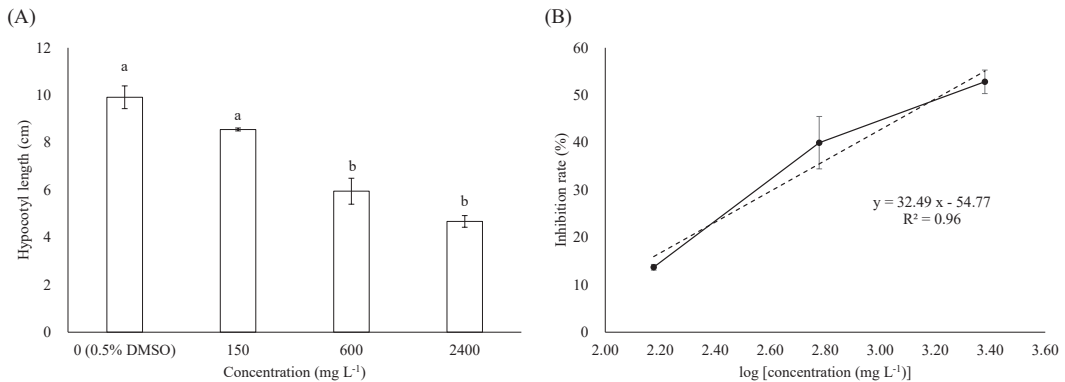 (A)
12
10
8
6
4
2
0
Hypocotyl length (cm)
a
a
b
b
0 (0.5% DMSO)
150
600
2400
Concentration (mg L⁻¹)
(B)
60
50
40
30
20
10
0
Inhibition rate (%)
y = 32.49 x - 54.77
R² = 0.96
2.00
2.20
2.40
2.60
2.80
3.00
3.20
3.40
3.60
log [concentration (mg L⁻¹)]